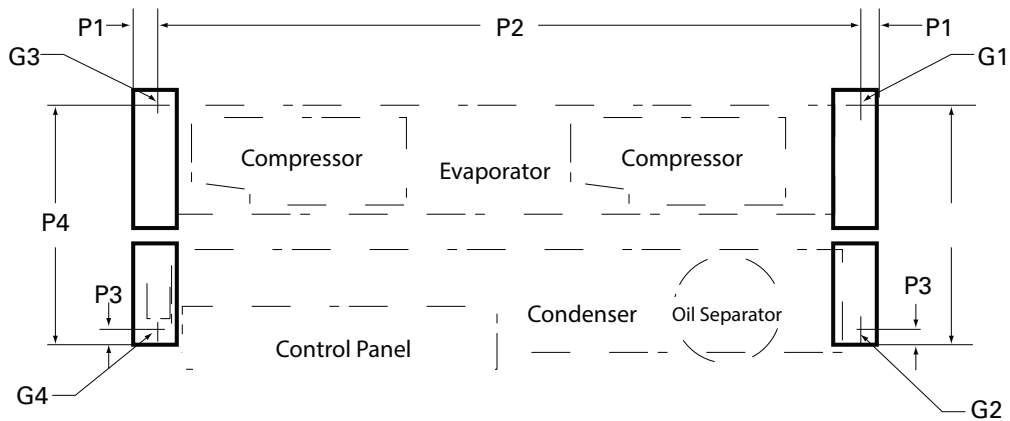 P1
P2
P1
G3
G1
Compressor
Evaporator
Compressor
P4
P3
Condenser
Oil Separator
P3
Control Panel
G4
G2